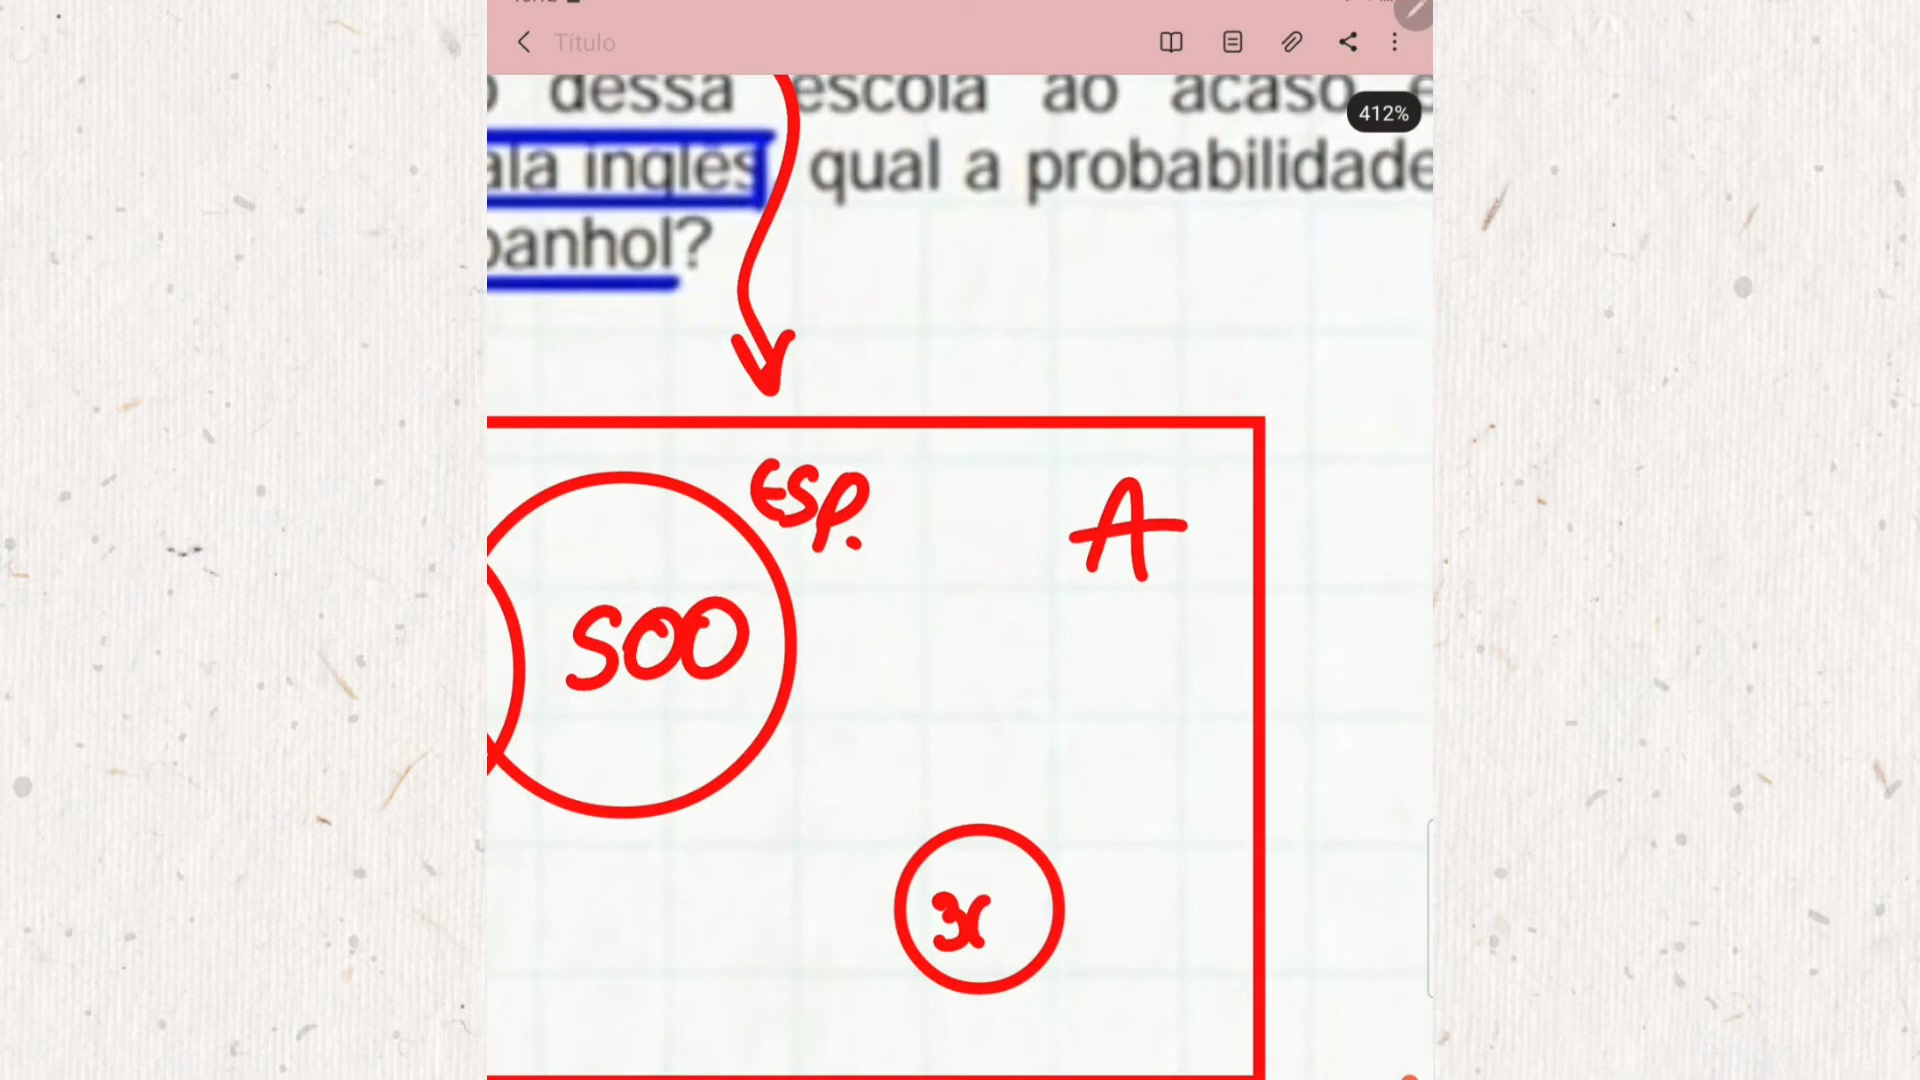 Título
dessa escola ao acaso e
412%
ala inglês qual a probabilidade
panhol?
ESP.
A
500
x